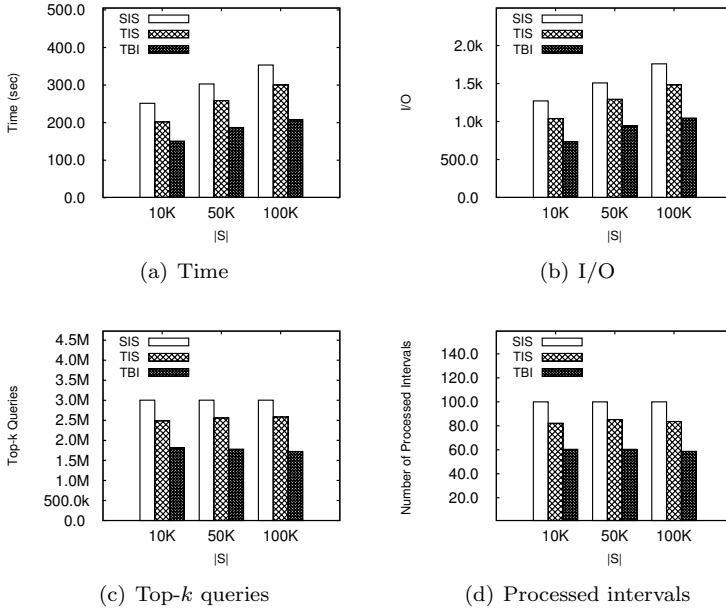 500.0
400.0
300.0
200.0
100.0
0.0
Time (sec)
SIS
TIS
TBI
10K 50K 100K
|S|
(a) Time
2.0k
1.5k
1.0k
500.0
0.0
I/O
SIS
TIS
TBI
10K 50K 100K
|S|
(b) I/O
4.5M
4.0M
3.5M
3.0M
2.5M
2.0M
1.5M
1.0M
500.0k
0.0
Top-k Queries
SIS
TIS
TBI
10K 50K 100K
|S|
(c) Top-k queries
140.0
120.0
100.0
80.0
60.0
40.0
20.0
Number of Processed Intervals
SIS
TIS
TBI
10K 50K 100K
|S|
(d) Processed intervals